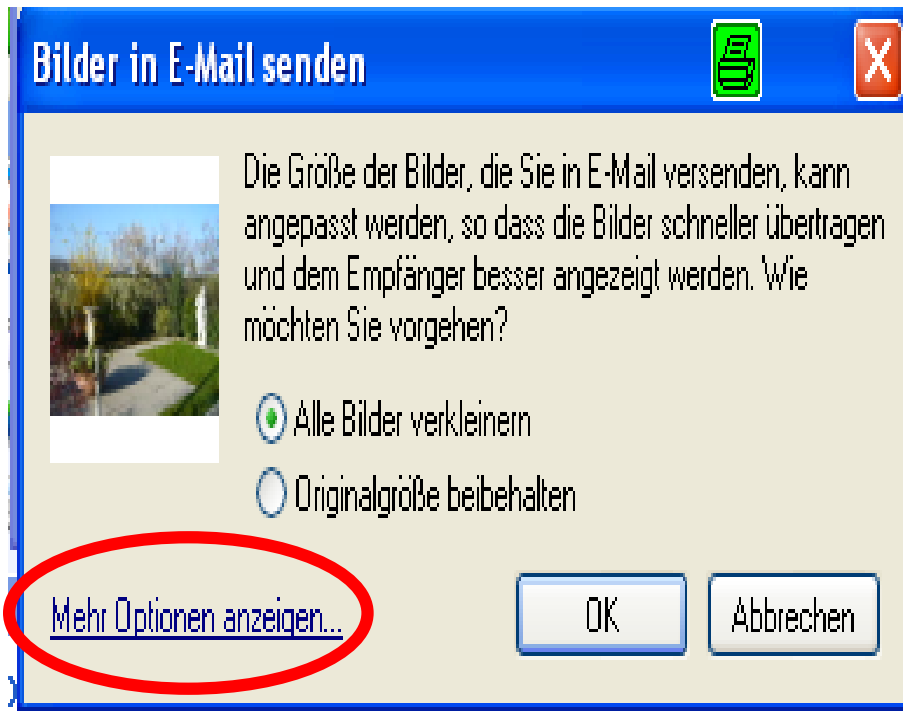 Bilder in E-Mail senden
Die Größe der Bilder, die Sie in E-Mail versenden, kann
angepasst werden, so dass die Bilder schneller übertragen
und dem Empfänger besser angezeigt werden. Wie
möchten Sie vorgehen?
Alle Bilder verkleinern
Originalgröße beibehalten
Mehr Optionen anzeigen...
OK
Abbrechen